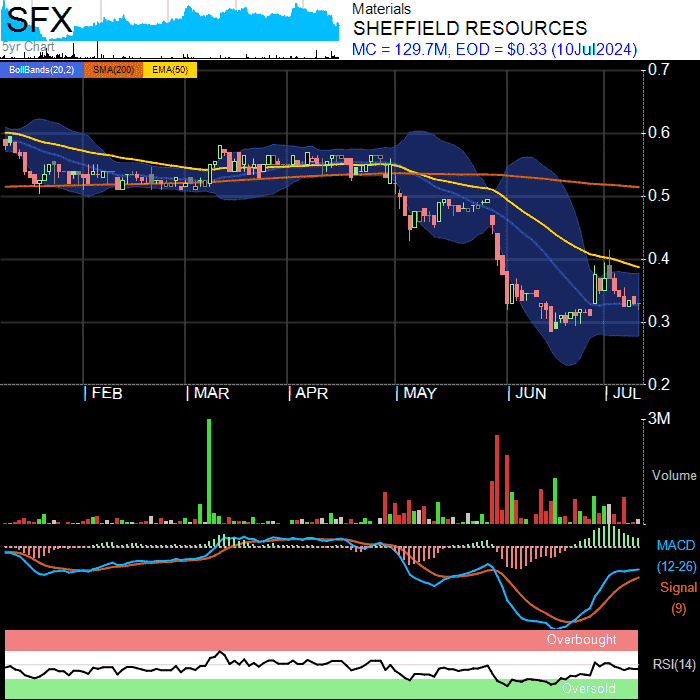 SFX
5yr Chart
Materials
SHEFFIELD RESOURCES
MC = 129.7M, EOD = $0.33 (10Jul2024)
BollBands(20,2) SMA(200) EMA(50)
0.7
0.6
0.5
0.4
0.3
0.2
FEB MAR APR MAY JUN JUL
3M
Volume
MACD
(12-26)
Signal
(9)
Overbought
RSI(14)
Oversold